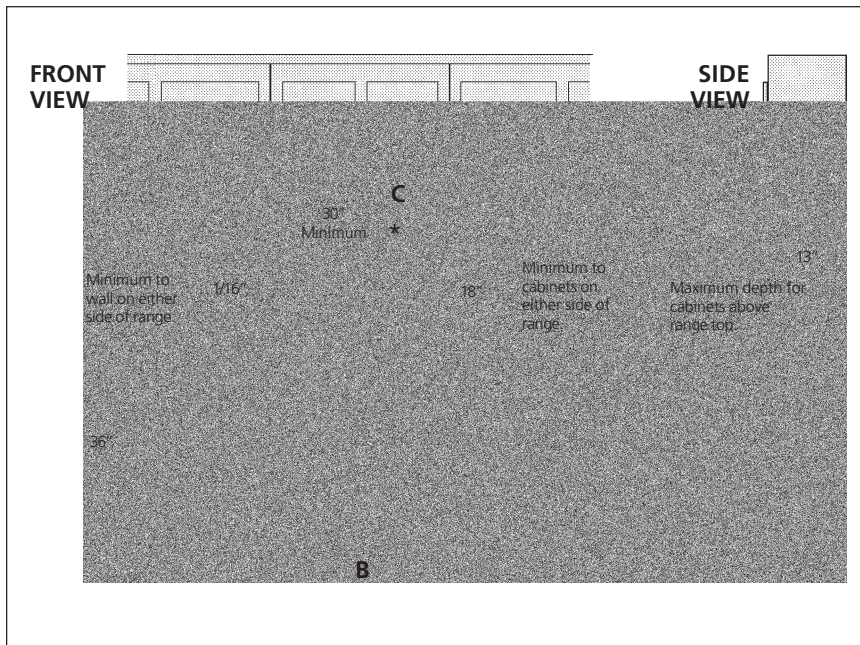 FRONT
VIEW
SIDE
VIEW
C
30"
Minimum
*
13"
Minimum to
wall on either
side of range.
1/16"
18"
Minimum to
cabinets on
either side of
range.
Maximum depth for
cabinets above
range top.
36"
B